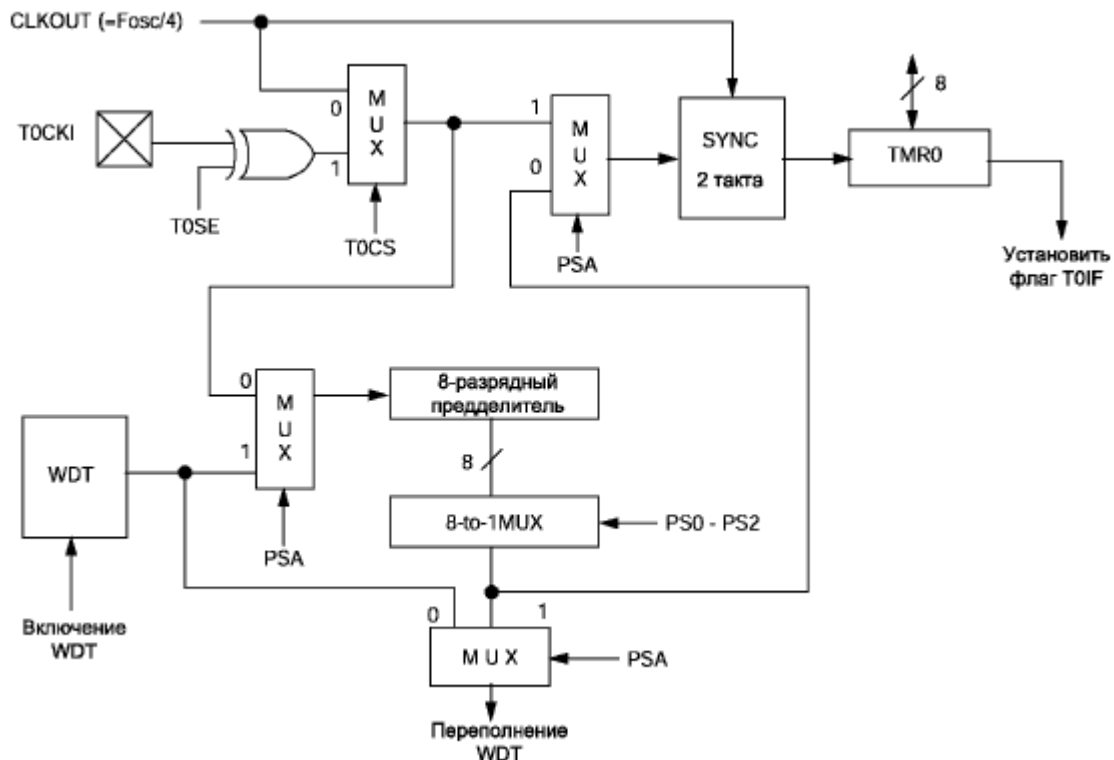 CLKOUT (=Fosc/4)
T0CKI
T0SE
0
1
M
U
X
T0CS
1
0
M
U
X
PSA
SYNC
2 такта
8
TMR0
Установить
флаг T0IF
WDT
Включение
WDT
0
1
M
U
X
PSA
8-разрядный
предделитель
8
8-to-1MUX
PS0 - PS2
0
1
M U X
PSA
Переполнение
WDT